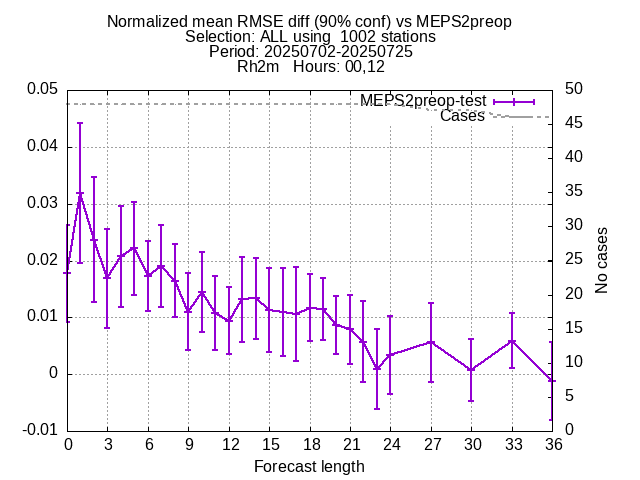 Normalized mean RMSE diff (90% conf) vs MEPS2preop
Selection: ALL using  1002 stations
Period: 20250702-20250725
Rh2m   Hours: 00,12
MEPS2preop-test
Cases
0.05
0.04
0.03
0.02
0.01
0
-0.01
50
45
40
35
30
25
20
15
10
5
0
No cases
0 3 6 9 12 15 18 21 24 27 30 33 36
Forecast length